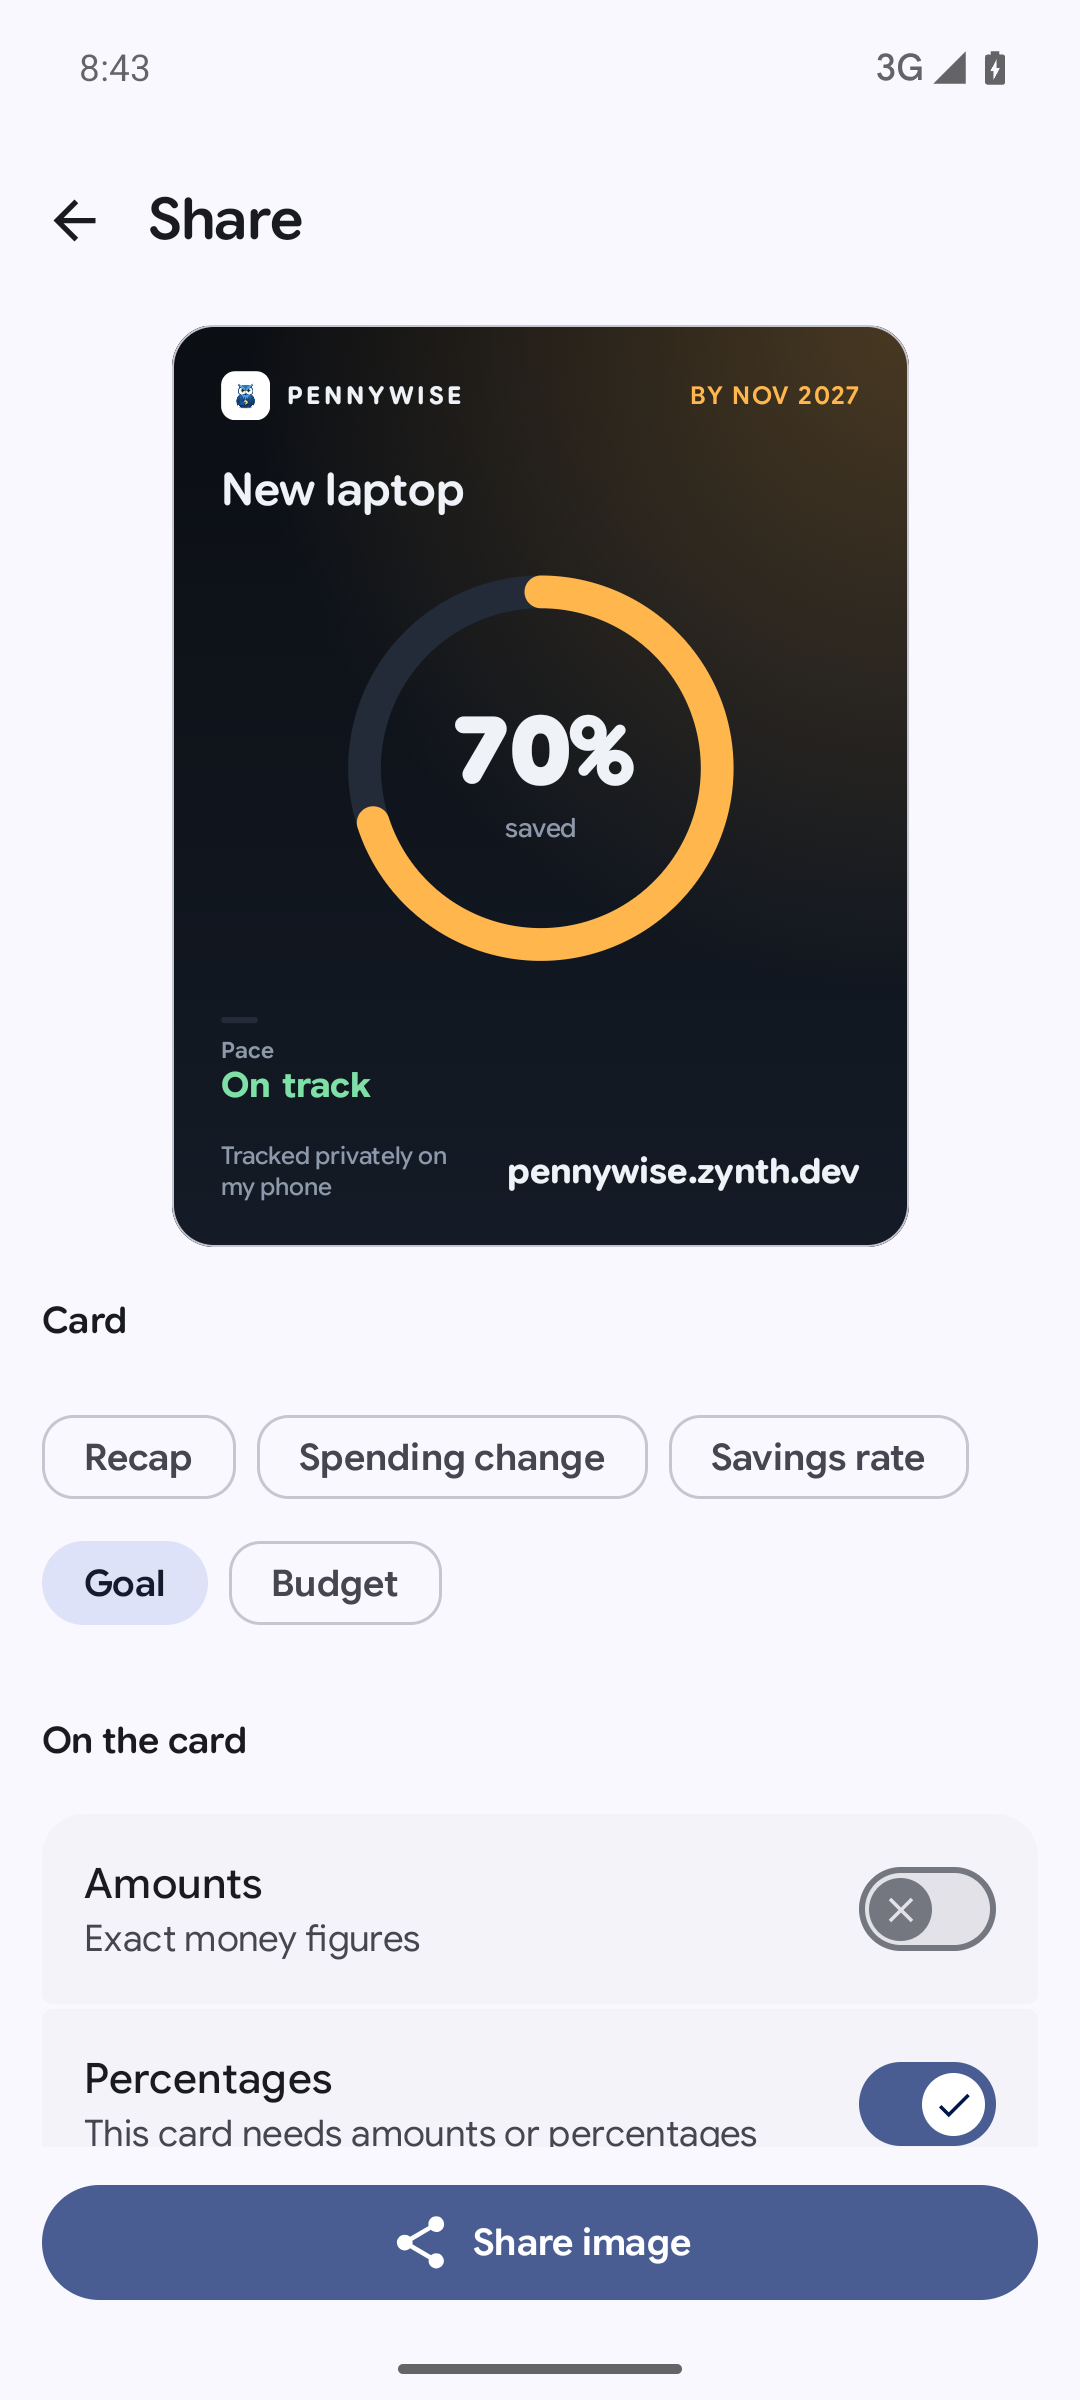 8:43
3G
Share
PENNYWISE
BY NOV 2027
New laptop
70%
saved
Pace
On track
Tracked privately on
my phone
pennywise.zynth.dev
Card
Recap
Spending change
Savings rate
Goal
Budget
On the card
Amounts
Exact money figures
Percentages
This card needs amounts or percentages
Share image